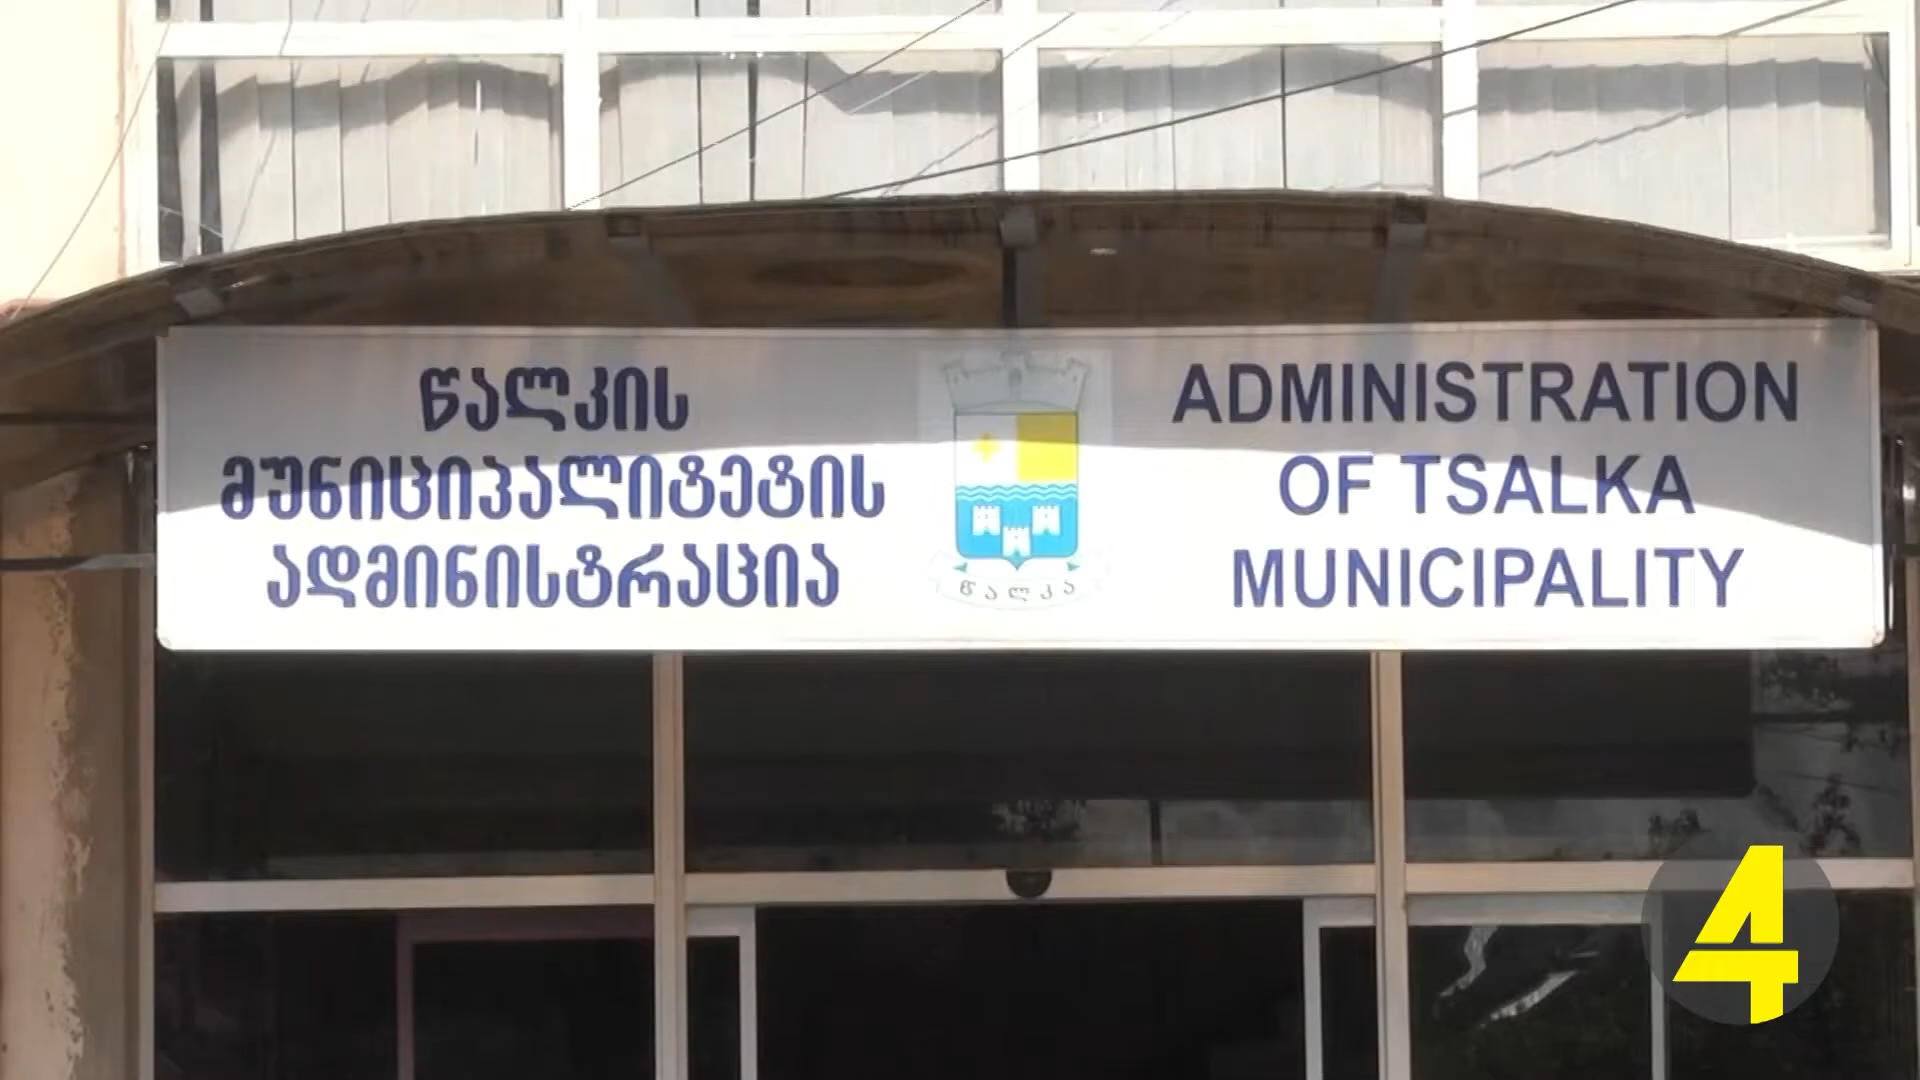 წალკის
მუნიციპალიტეტის
ადმინისტრაცია
წალკა
ADMINISTRATION
OF TSALKA
MUNICIPALITY
4